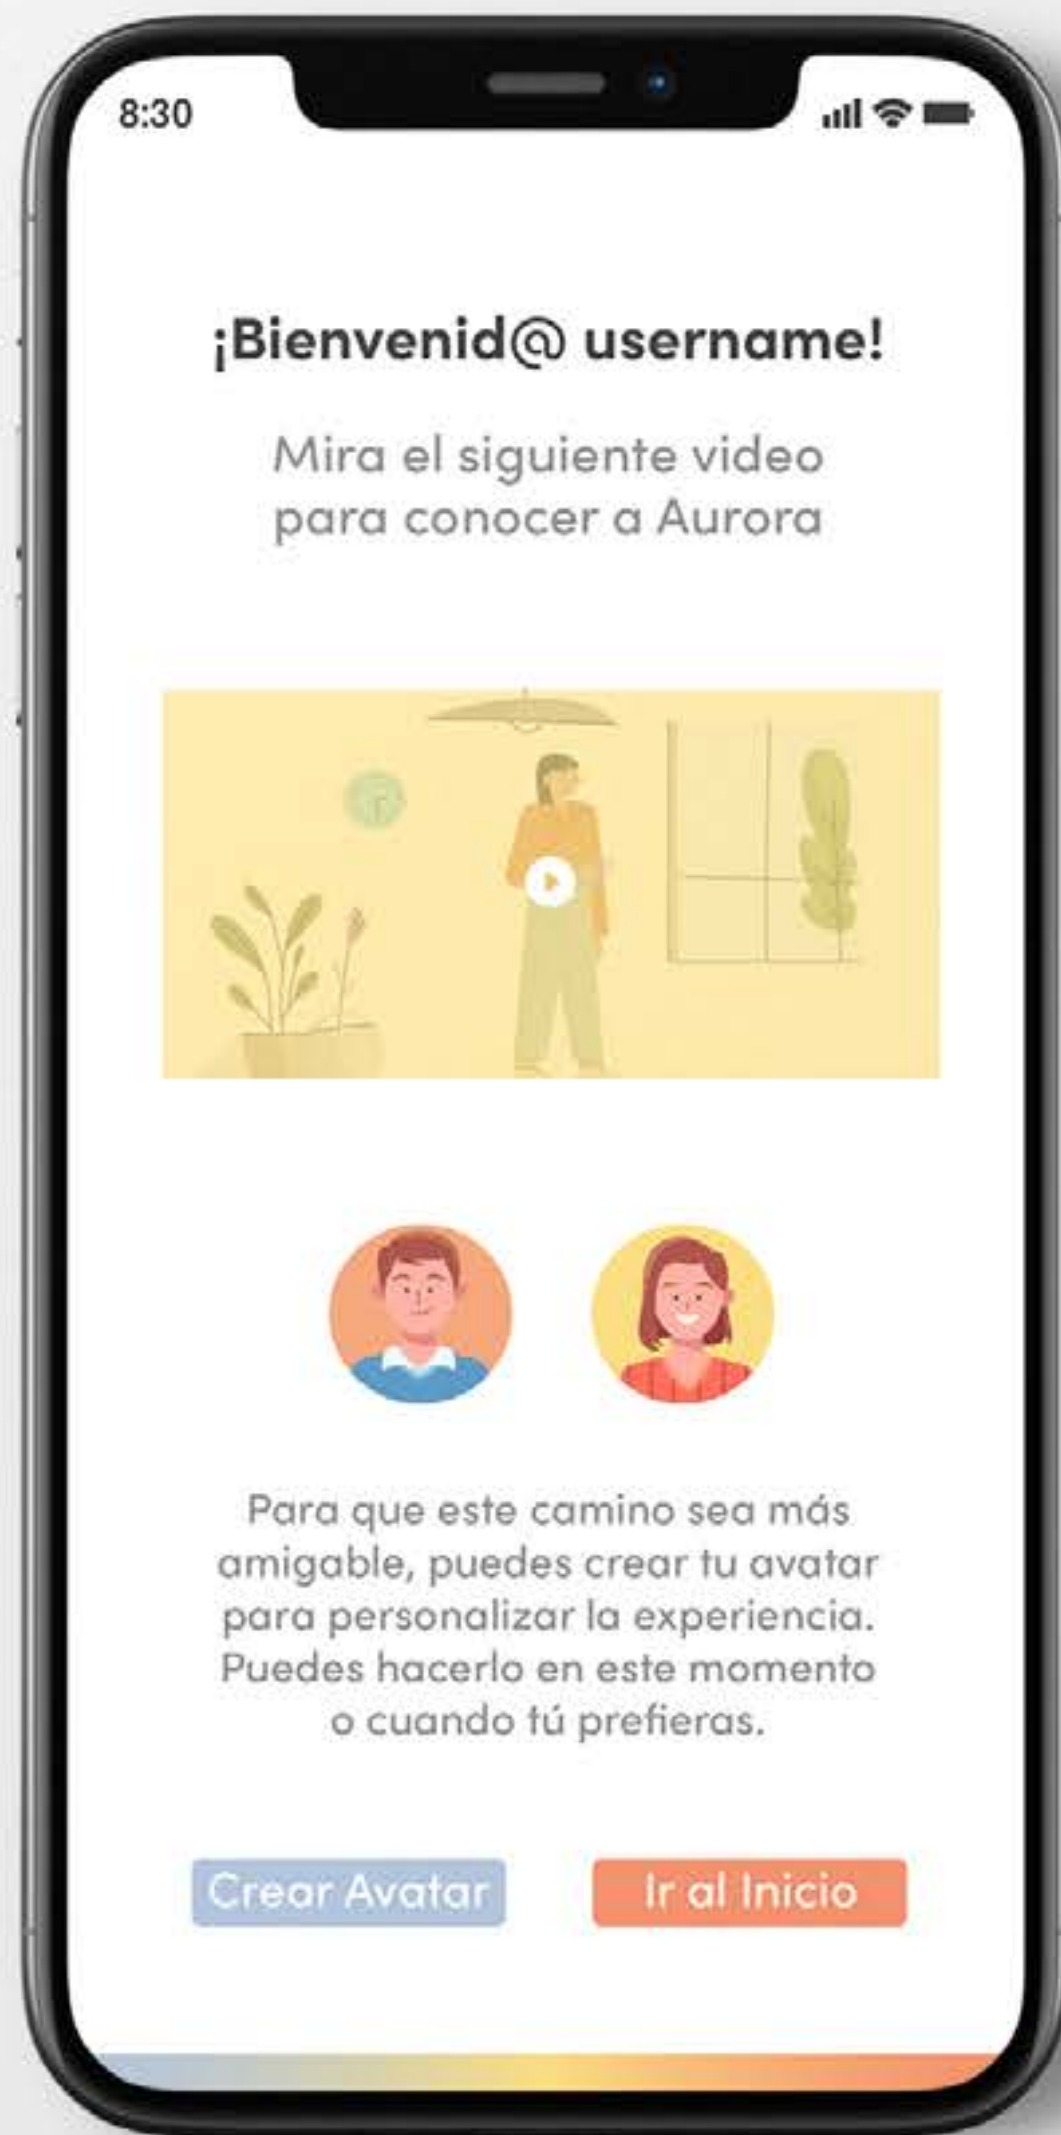 8:30
¡Bienvenid@ username!
Mira el siguiente video
para conocer a Aurora
Para que este camino sea más
amigable, puedes crear tu avatar
para personalizar la experiencia.
Puedes hacerlo en este momento
o cuando tú prefieras.
Crear Avatar
Ir al Inicio